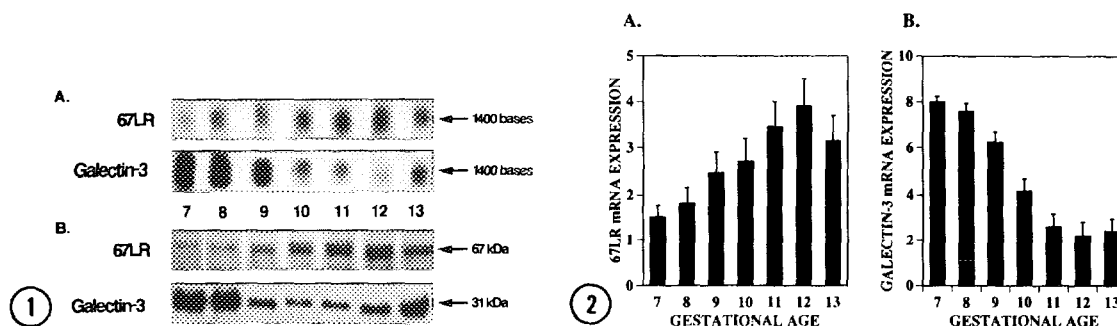 A.
67LR
1400 bases
Galectin-3
1400 bases
7 8 9 10 11 12 13
B.
67LR
67 kDa
Galectin-3
31 kDa
1
A.
67LR mRNA EXPRESSION
5
4
3
2
1
0
7 8 9 10 11 12 13
GESTATIONAL AGE
B.
GALECTIN-3 mRNA EXPRESSION
10
8
6
4
2
0
7 8 9 10 11 12 13
GESTATIONAL AGE
2